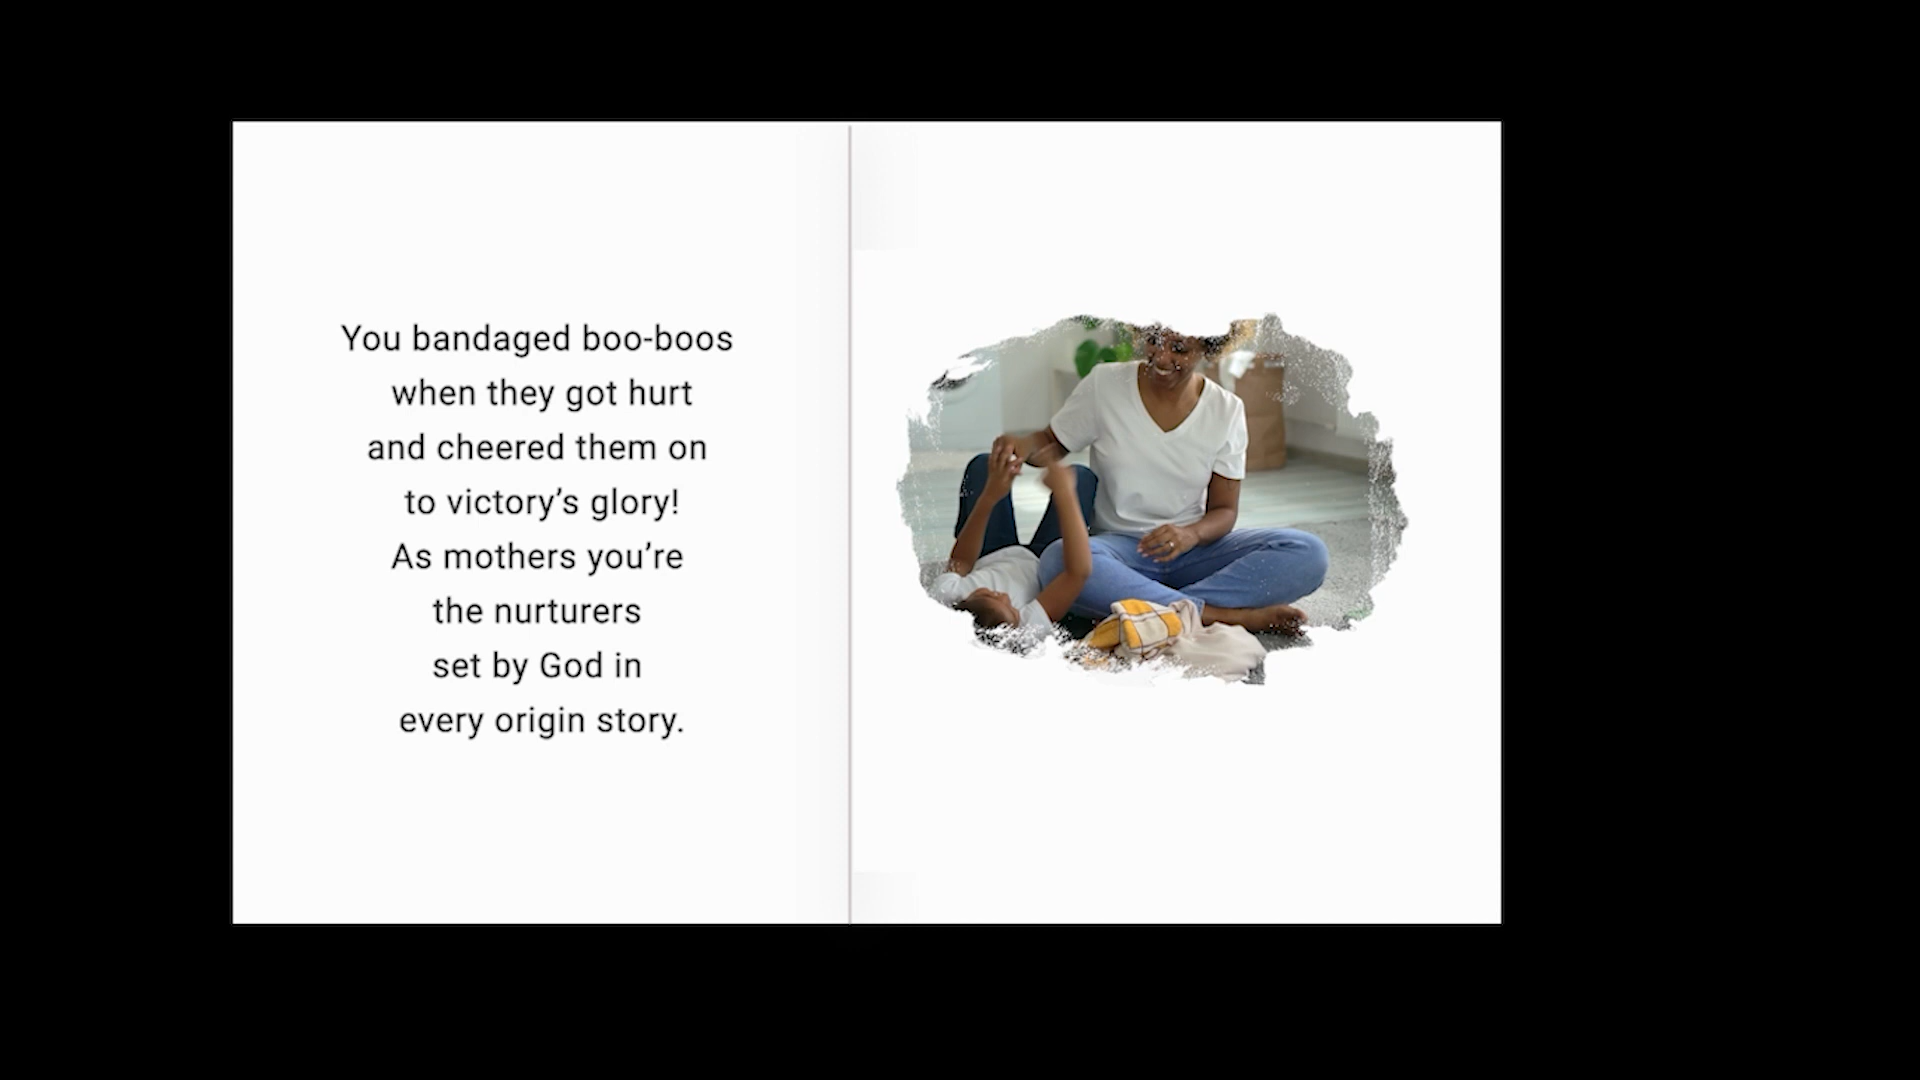 You bandaged boo-boos
when they got hurt
and cheered them on
to victory’s glory!
As mothers you’re
the nurturers
set by God in
every origin story.